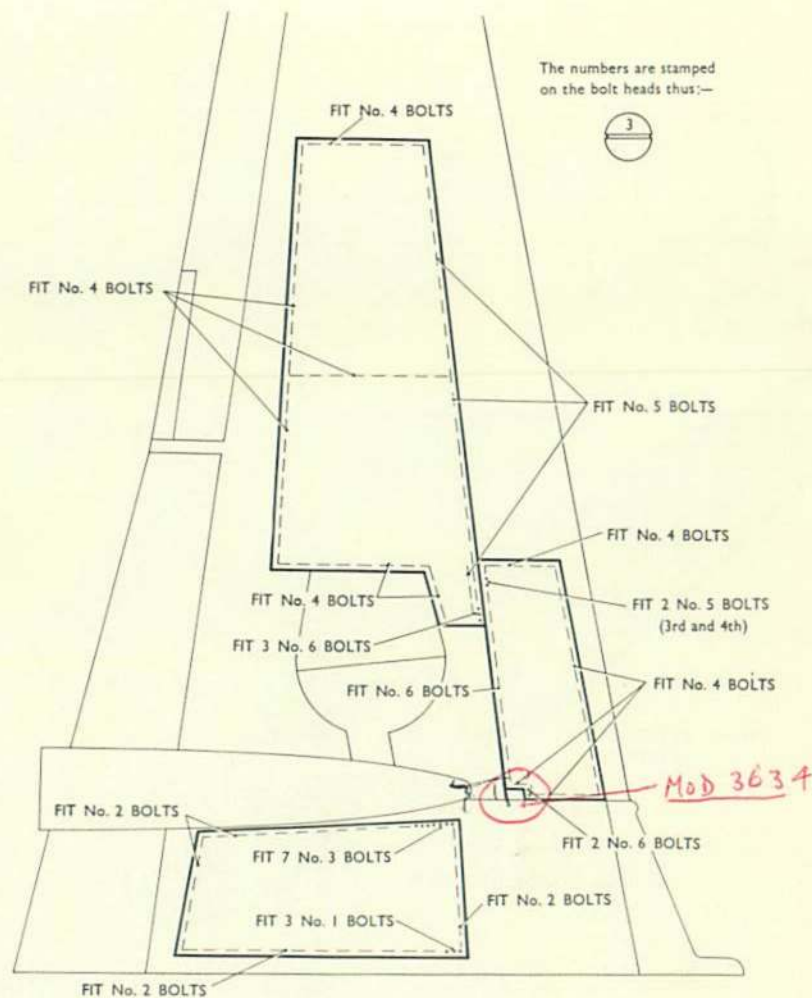 The numbers are stamped
on the bolt heads thus:—
3
FIT No. 4 BOLTS
FIT No. 4 BOLTS
FIT No. 5 BOLTS
FIT No. 4 BOLTS
FIT No. 4 BOLTS
FIT 2 No. 5 BOLTS
(3rd and 4th)
FIT 3 No. 6 BOLTS
FIT No. 6 BOLTS
FIT No. 4 BOLTS
MOD 3634
FIT No. 2 BOLTS
FIT 2 No. 6 BOLTS
FIT 7 No. 3 BOLTS
FIT No. 2 BOLTS
FIT 3 No. 1 BOLTS
FIT No. 2 BOLTS